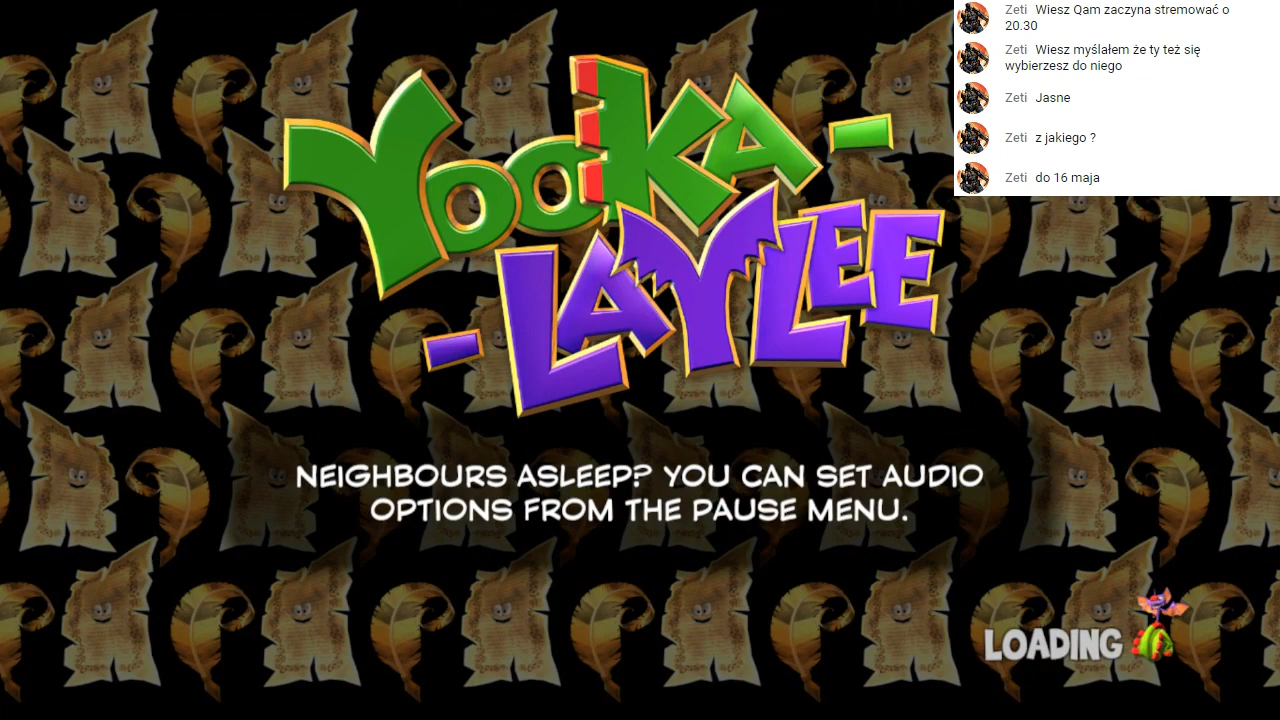 Zeti Wiesz Qam zaczyna stremować o
20.30
Zeti Wiesz myślałem że ty też się
wybierzesz do niego
Zeti Jasne
Zeti z jakiego ?
Zeti do 16 maja
YOOKA-
-LAYLEE
NEIGHBOURS ASLEEP? YOU CAN SET AUDIO
OPTIONS FROM THE PAUSE MENU.
LOADING